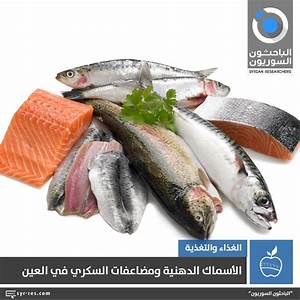 الباحثون
السوريون
SYRIAN RESEARCHERS
الغذاء والتغذية
الأسماك الدهنية ومضاعفات السكري في العين
syr-res.com
"الباحثون السوريون"